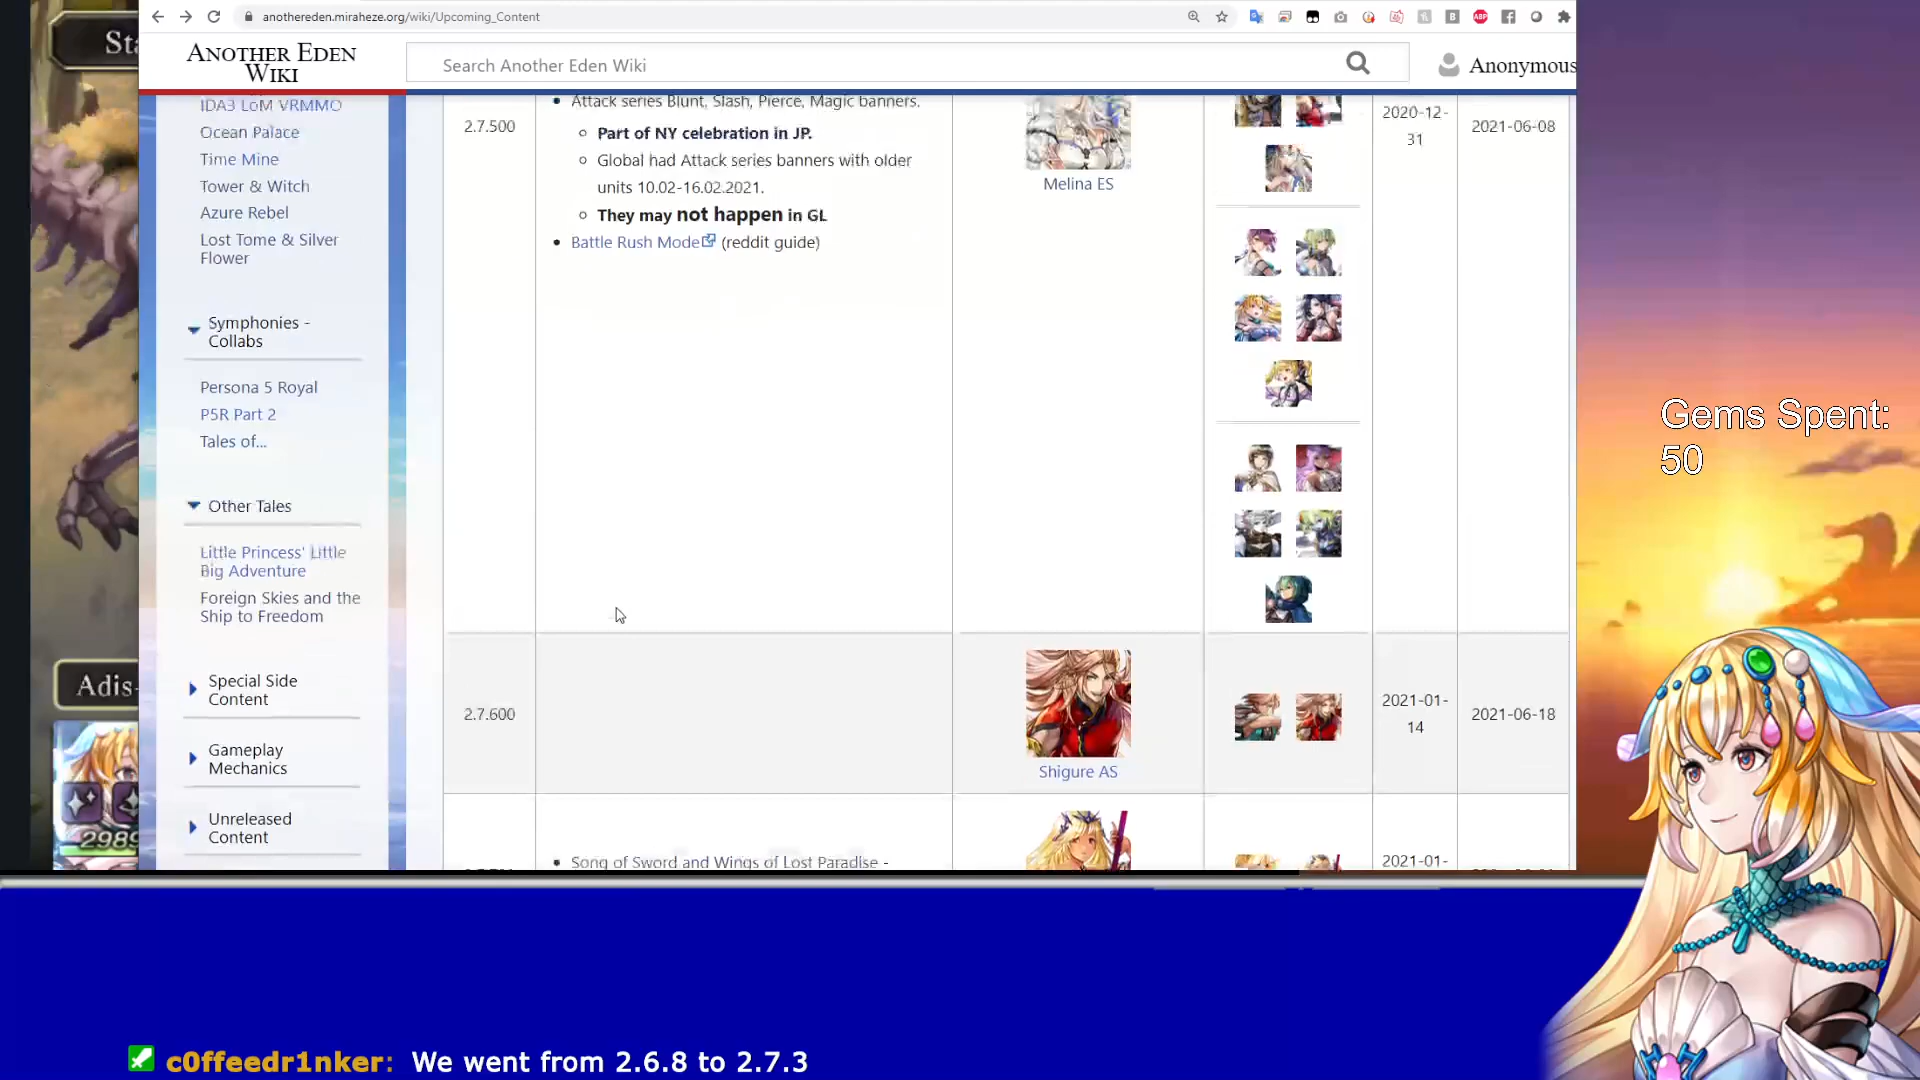 anothereden.miraheze.org/wiki/Upcoming_Content
Sta
ANOTHER EDEN
WIKI
Search Another Eden Wiki
Anonymous
IDA3 LoM VRMMO
Ocean Palace
Time Mine
Tower & Witch
Azure Rebel
Lost Tome & Silver
Flower
Symphonies -
Collabs
Persona 5 Royal
P5R Part 2
Tales of...
Other Tales
Little Princess' Little
Big Adventure
Foreign Skies and the
Ship to Freedom
Special Side
Content
Gameplay
Mechanics
Unreleased
Content
2.7.500
Attack series Blunt, Slash, Pierce, Magic banners.
Part of NY celebration in JP.
Global had Attack series banners with older
units 10.02-16.02.2021.
They may not happen in GL
Battle Rush Mode (reddit guide)
Melina ES
2020-12-
31
2021-06-08
2.7.600
Shigure AS
2021-01-
14
2021-06-18
Song of Sword and Wings of Lost Paradise -
2021-01-
Adis
2989
Gems Spent:
50
c0ffeedr1nker: We went from 2.6.8 to 2.7.3